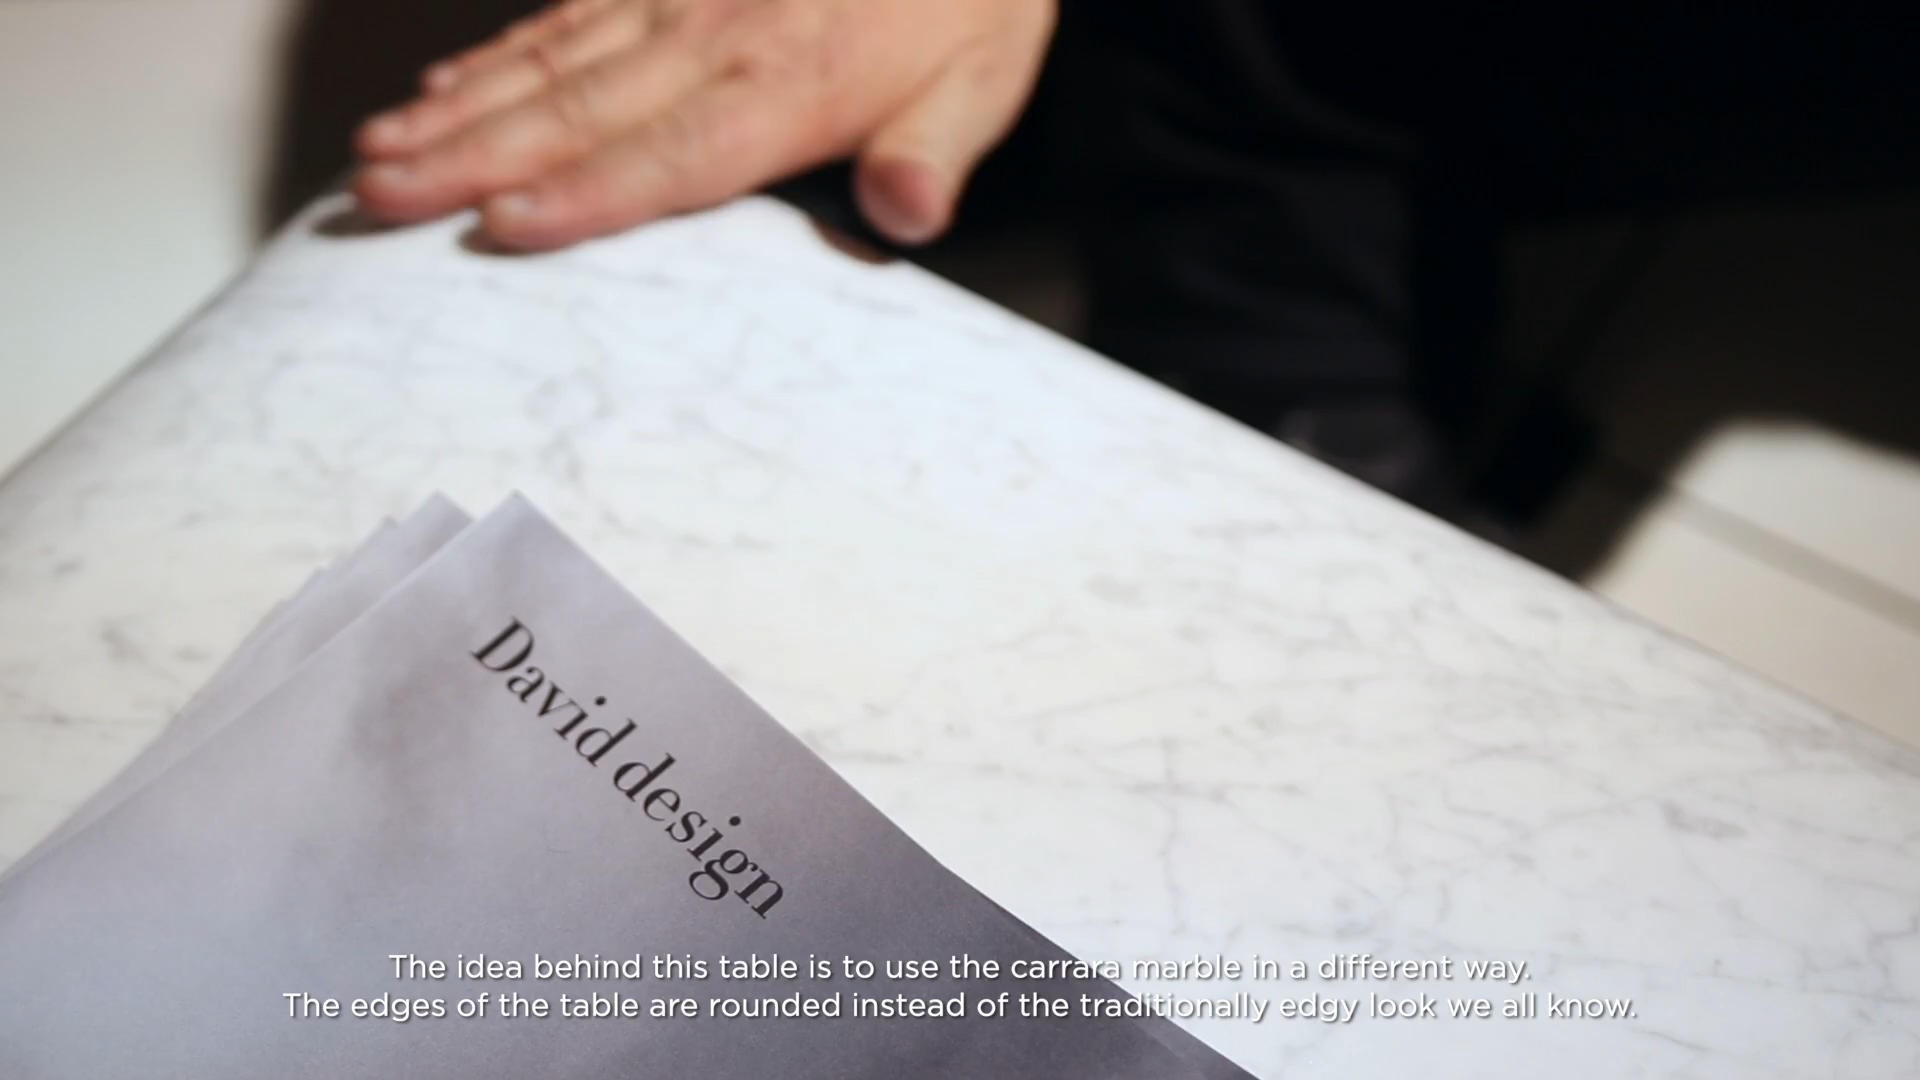 David design
The idea behind this table is to use the carrara marble in a different way.
The edges of the table are rounded instead of the traditionally edgy look we all know.